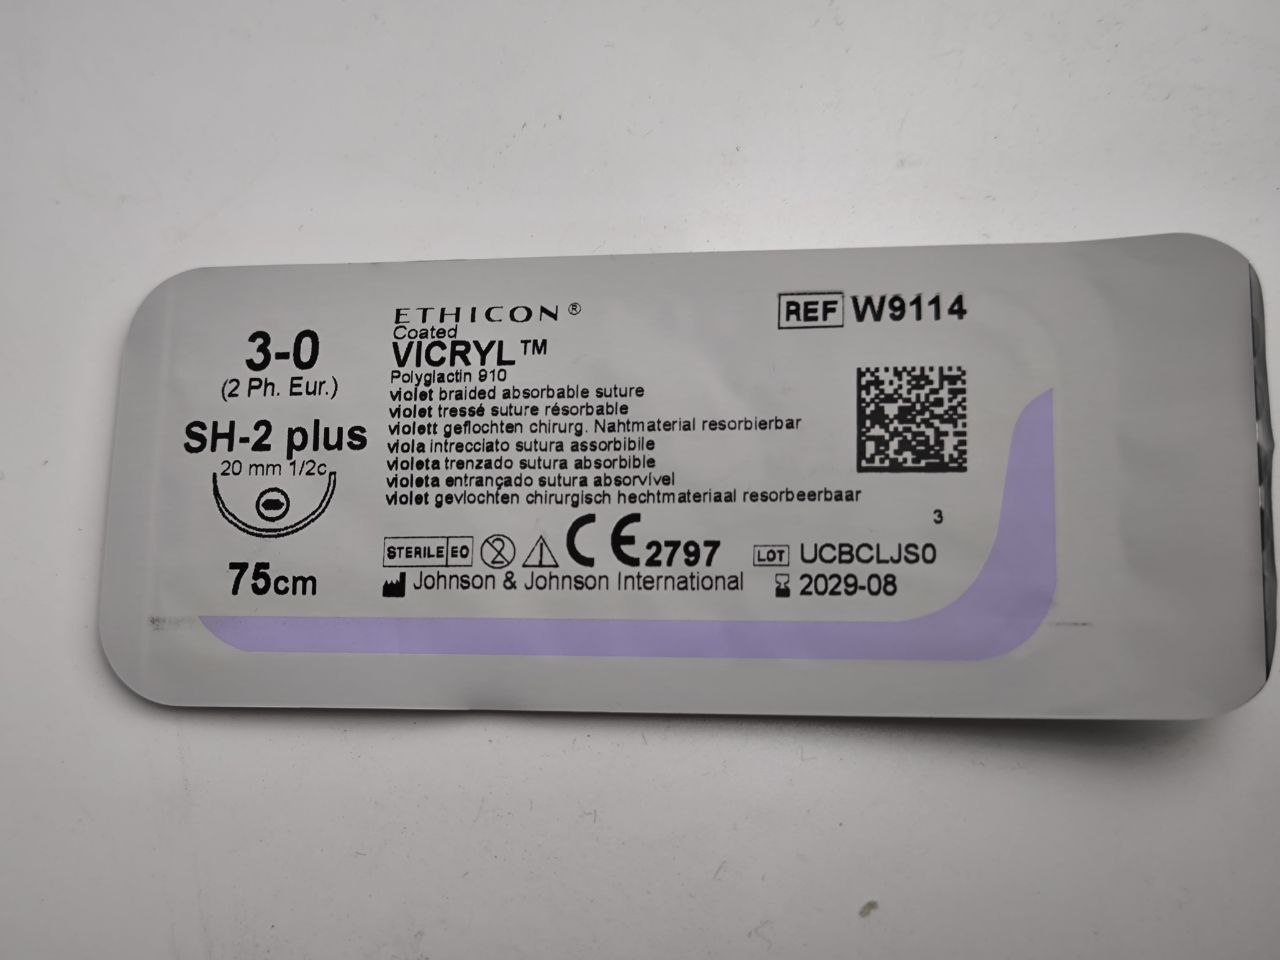 3-0
(2 Ph. Eur.)
SH-2 plus
20 mm 1/2c
75cm
ETHICON®
Coated
VICRYL™
Polyglactin 910
violet braided absorbable suture
violet tressé suture résorbable
violett geflochten chirurg. Nahtmaterial resorbierbar
viola intrecciato sutura assorbibile
violeta trenzado sutura absorbible
violeta entrançado sutura absorvível
violet gevlochten chirurgisch hechtmateriaal resorbeerbaar
STERILE EO 2 CE 2797
Johnson & Johnson International
REF W9114
3
LOT UCBCLJS0
2029-08